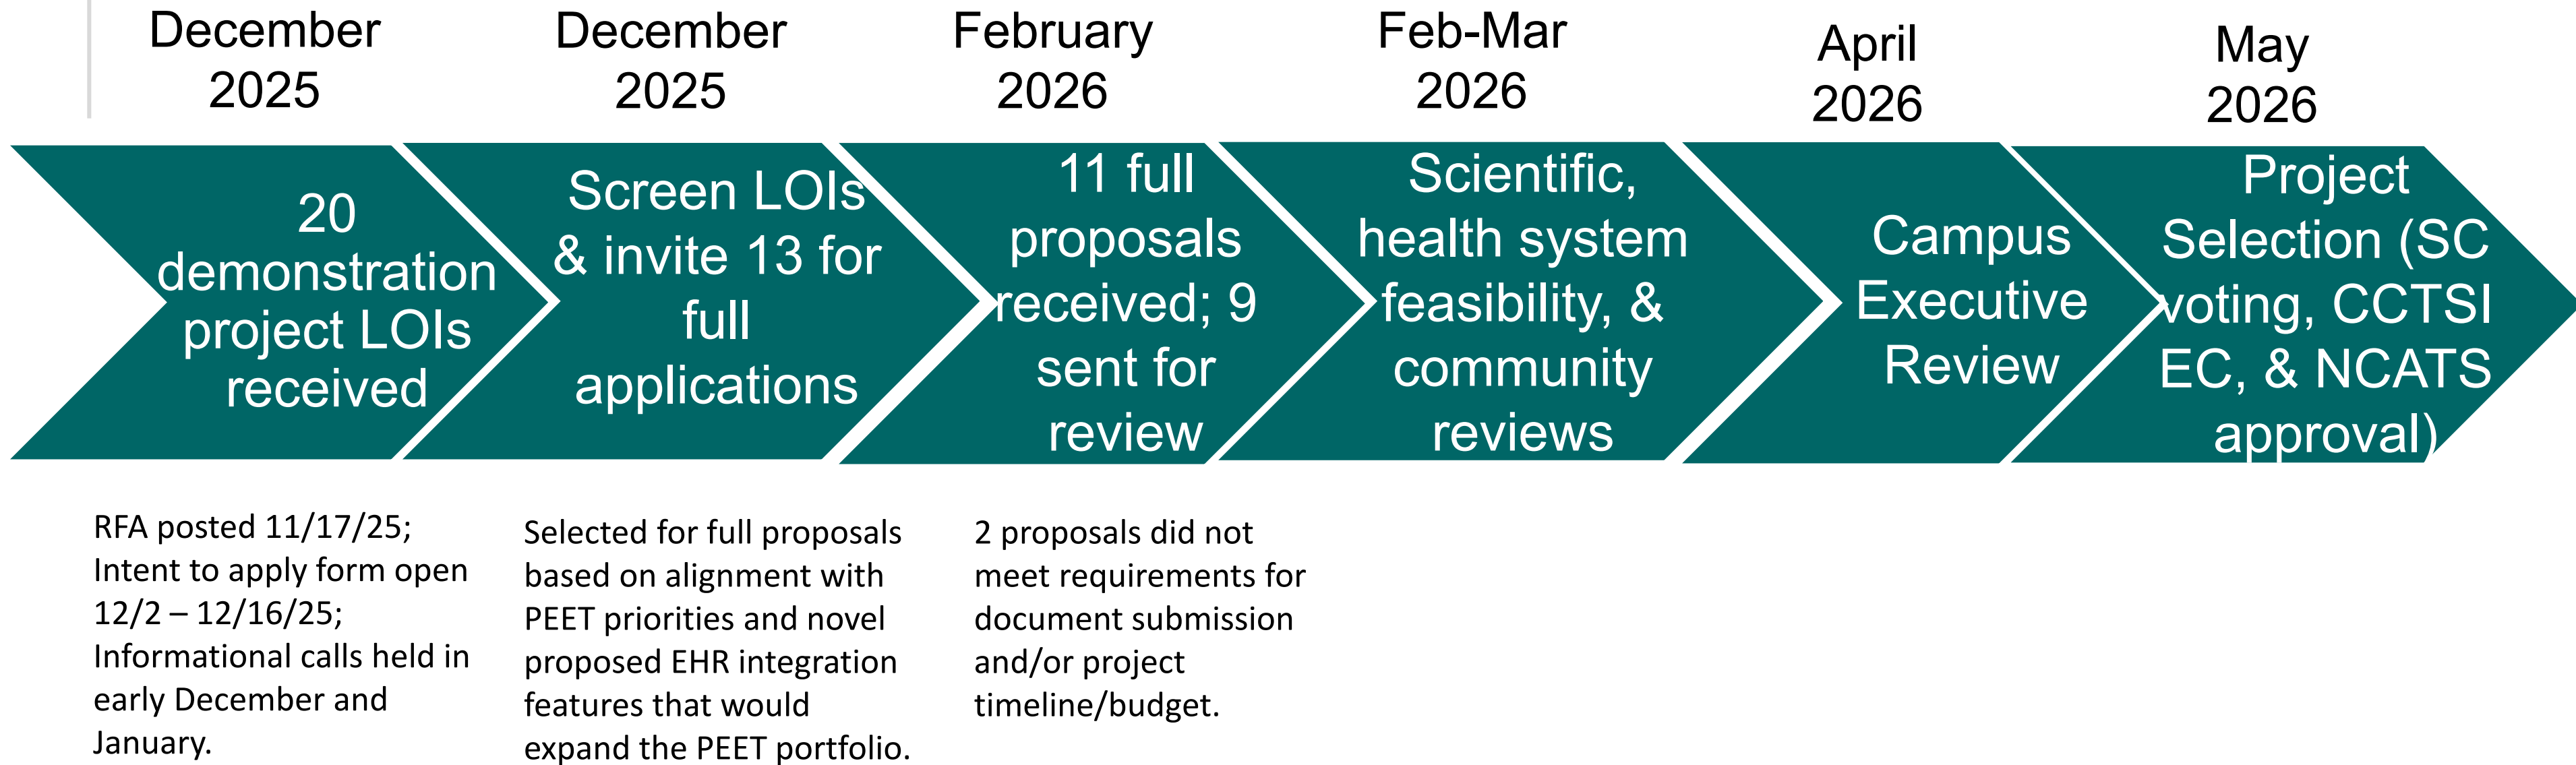 December
2025
December
2025
February
2026
Feb-Mar
2026
April
2026
May
2026
20
demonstration
project LOIs
received
Screen LOIs
& invite 13 for
full
applications
11 full
proposals
received; 9
sent for
review
Scientific,
health system
feasibility, &
community
reviews
Campus
Executive
Review
Project
Selection (SC
voting, CCTSI
EC, & NCATS
approval)
RFA posted 11/17/25;
Intent to apply form open
12/2 – 12/16/25;
Informational calls held in
early December and
January.
Selected for full proposals
based on alignment with
PEET priorities and novel
proposed EHR integration
features that would
expand the PEET portfolio.
2 proposals did not
meet requirements for
document submission
and/or project
timeline/budget.